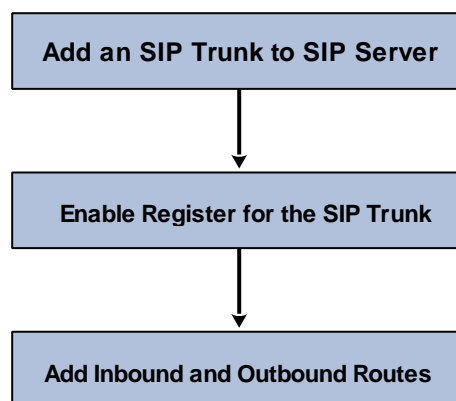 Add an SIP Trunk to SIP Server
Enable Register for the SIP Trunk
Add Inbound and Outbound Routes